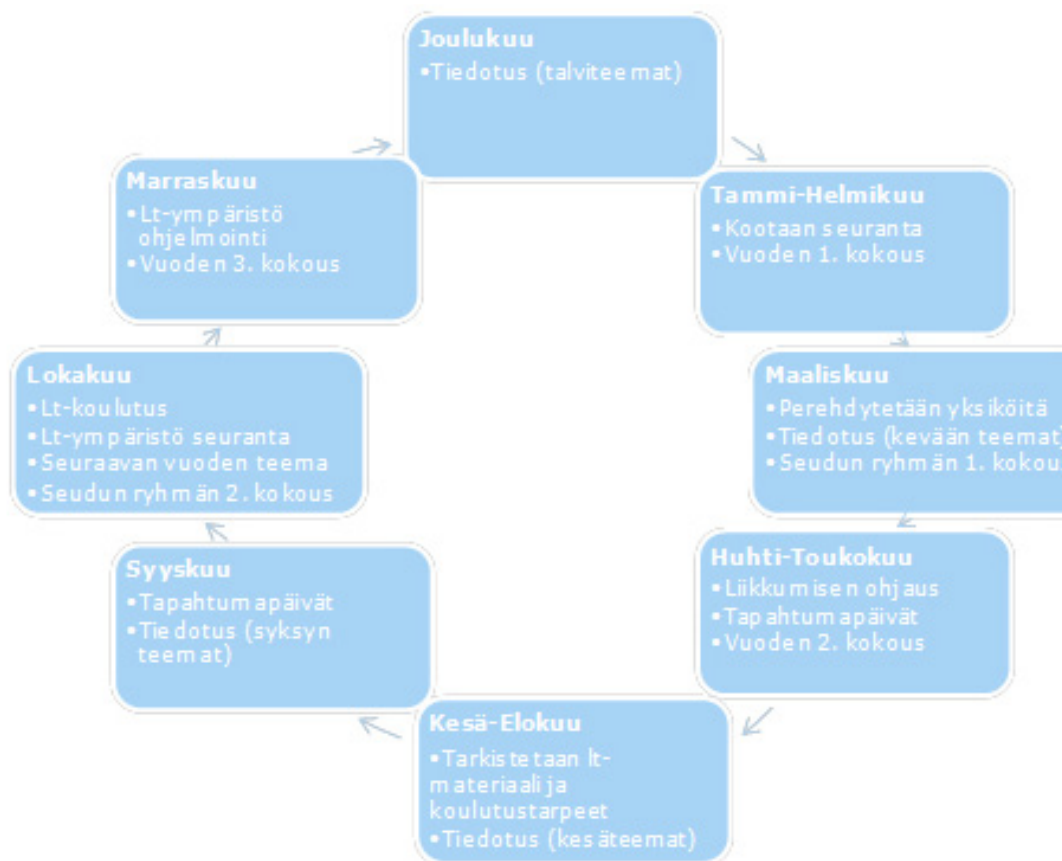 Joulukuu
•Tiedotus (talviteemat)
Tammi-Helmikuu
•Kootaan seuranta
•Vuoden 1. kokous
Maaliskuu
•Perehdytetään yksiköitä
•Tiedotus (kevään teemat)
•Seudun ryhmän 1. kokous
Huhti-Toukokuu
•Liikkumisen ohjaus
•Tapahtumapäivät
•Vuoden 2. kokous
Kesä-Elokuu
•Tarkistetaan lt-
materiaali ja
koulutustarpeet
•Tiedotus (kesäteemat)
Syyskuu
•Tapahtumapäivät
•Tiedotus (syksyn
teemat)
Lokakuu
•Lt-koulutus
•Lt-ympäristö seuranta
•Seuraavan vuoden teema
•Seudun ryhmän 2. kokous
Marraskuu
•Lt-ympäristö
ohjelmointi
•Vuoden 3. kokous